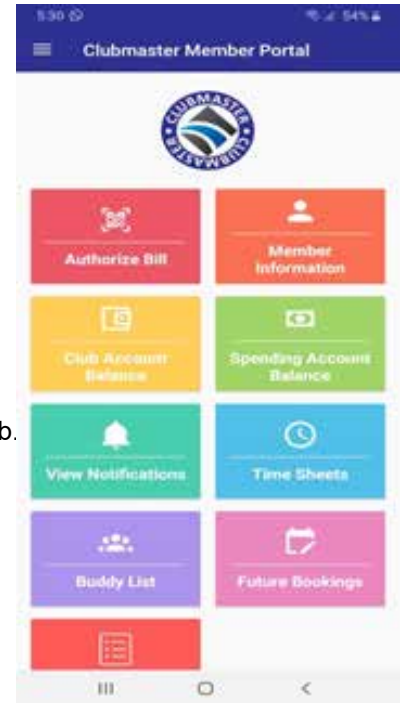 5:30
54%
Clubmaster Member Portal
CLUBMASTER
CLUBMASTER
Authorize Bill
Member
Information
Club Account
Balance
Spending Account
Balance
b.
View Notifications
Time Sheets
Buddy List
Future Bookings